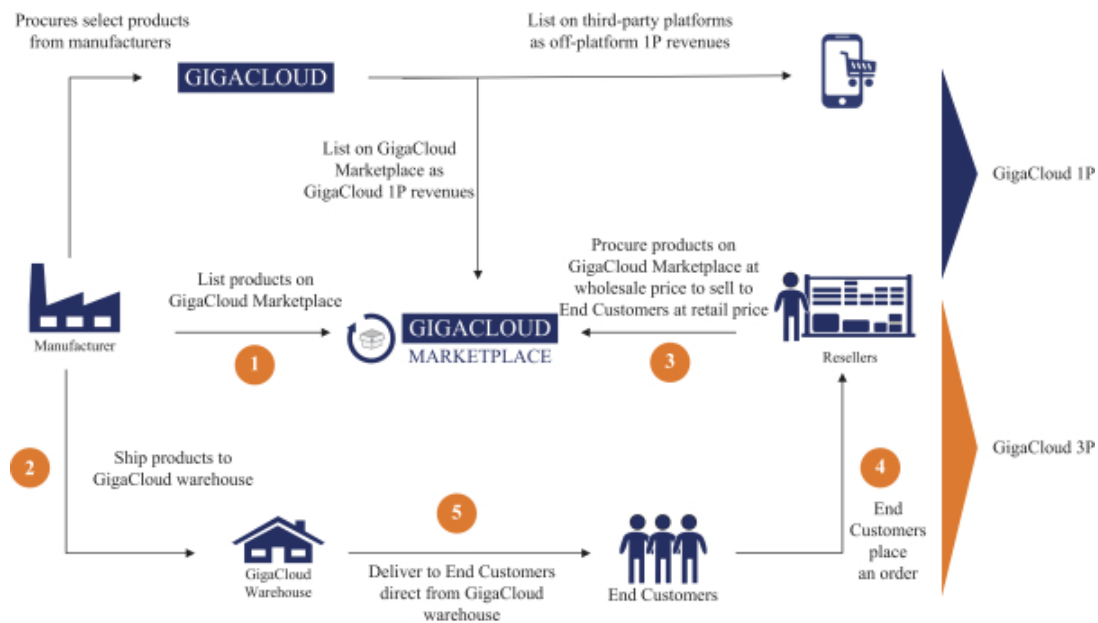 Procures select products
from manufacturers
GIGACLOUD
List on third-party platforms
as off-platform 1P revenues
List on GigaCloud
Marketplace as
GigaCloud 1P revenues
GigaCloud 1P
Manufacturer
List products on
GigaCloud Marketplace
1
GIGACLOUD
MARKETPLACE
Procure products on
GigaCloud Marketplace at
wholesale price to sell to
End Customers at retail price
3
Resellers
GigaCloud 3P
2
Ship products to
GigaCloud warehouse
GigaCloud
Warehouse
5
Deliver to End Customers
direct from GigaCloud
warehouse
End Customers
4
End
Customers
place
an order